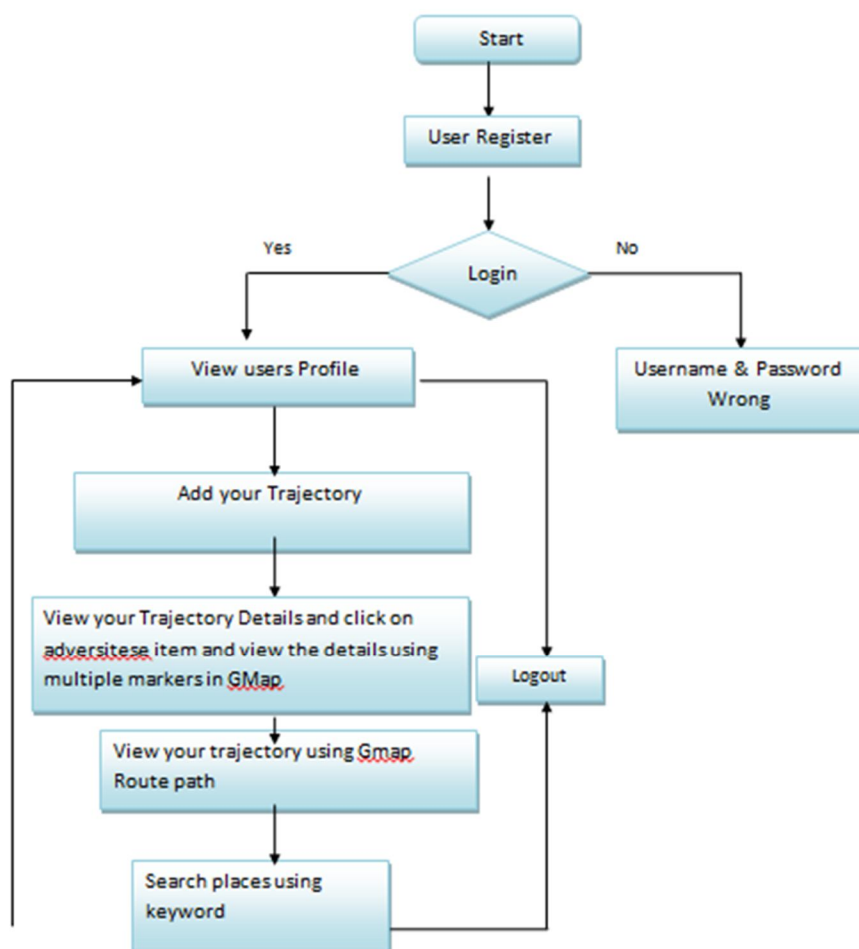 Start
User Register
Yes
No
Login
View users Profile
Username & Password
Wrong
Add your Trajectory
View your Trajectory Details and click on
adversitese item and view the details using
multiple markers in GMap
Logout
View your trajectory using Gmap
Route path
Search places using
keyword